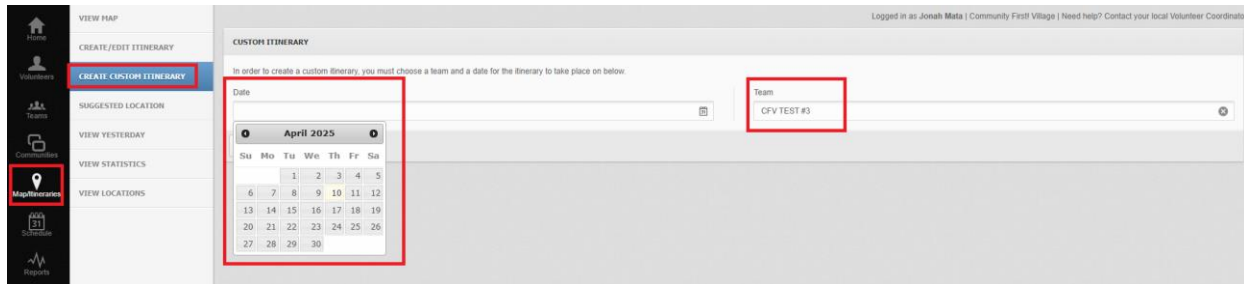 Logged in as Jonah Mata | Community First! Village | Need help? Contact your local Volunteer Coordinato
Home
Volunteers
Teams
Communities
Map/Itineraries
31
Schedule
Reports
VIEW MAP
CREATE/EDIT ITINERARY
CREATE CUSTOM ITINERARY
SUGGESTED LOCATION
VIEW YESTERDAY
VIEW STATISTICS
VIEW LOCATIONS
CUSTOM ITINERARY
In order to create a custom itinerary, you must choose a team and a date for the itinerary to take place on below.
Date
April 2025
Su Mo Tu We Th Fr Sa
1 2 3 4 5
6 7 8 9 10 11 12
13 14 15 16 17 18 19
20 21 22 23 24 25 26
27 28 29 30
Team
CFV TEST #3